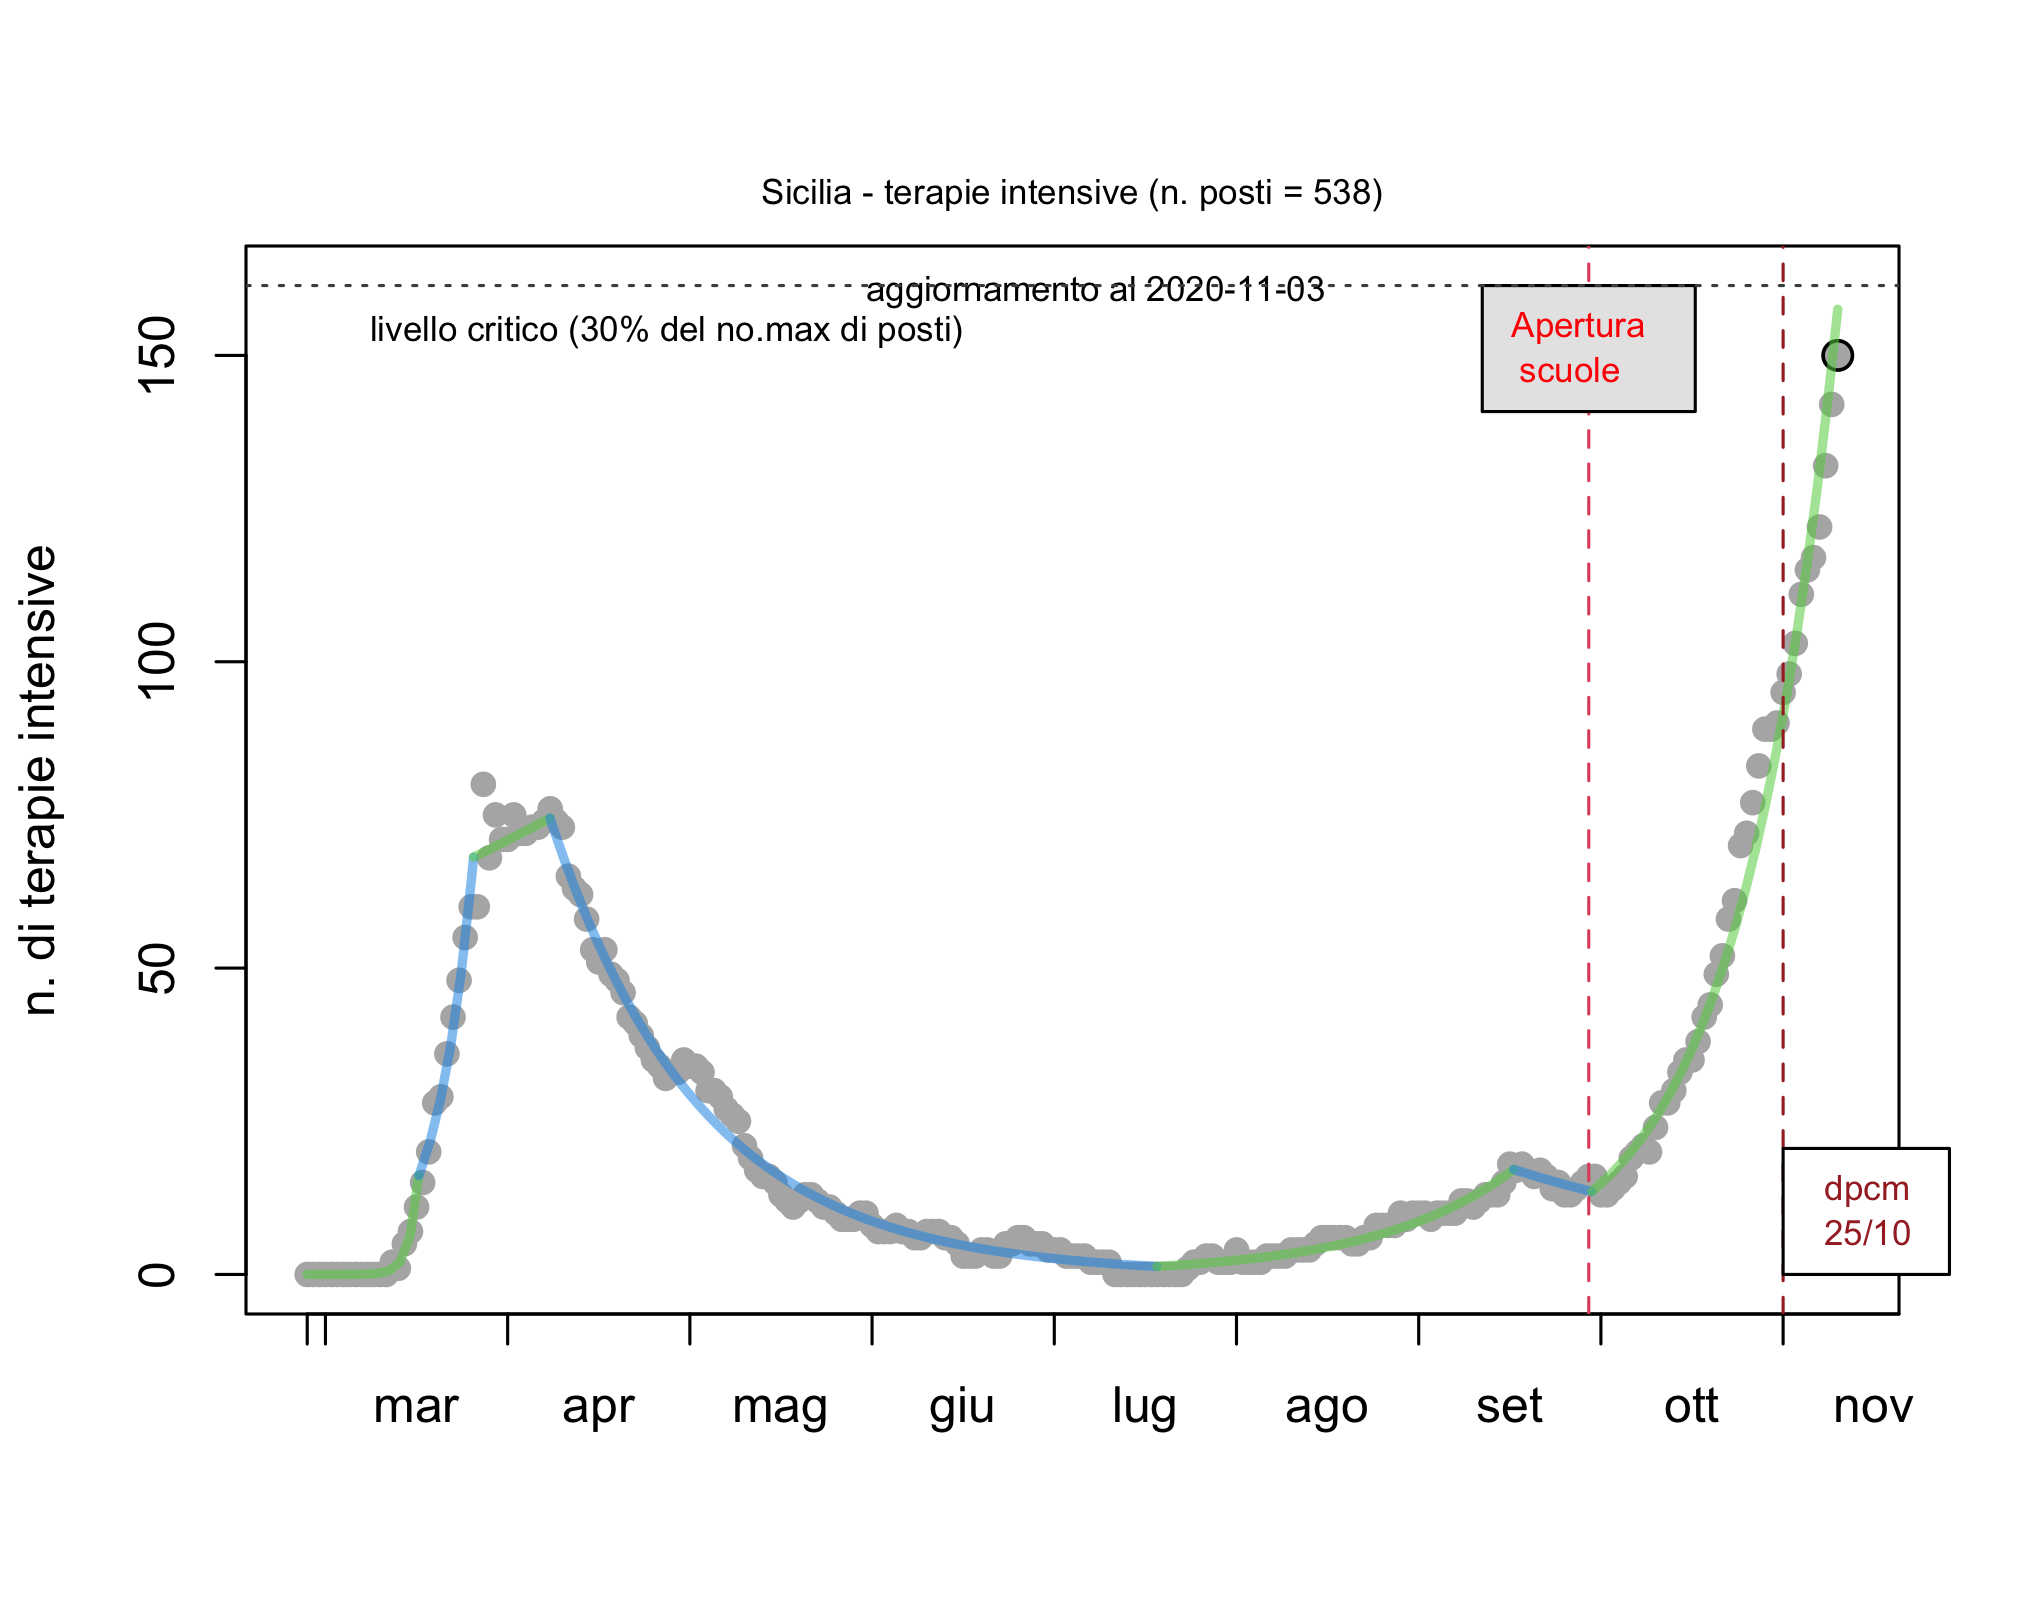 Sicilia - terapie intensive (n. posti = 538)
aggiornamento al 2020-11-03
livello critico (30% del no.max di posti)
Apertura
scuole
n. di terapie intensive
150
100
50
0
dpcm
25/10
mar apr mag giu lug ago set ott nov